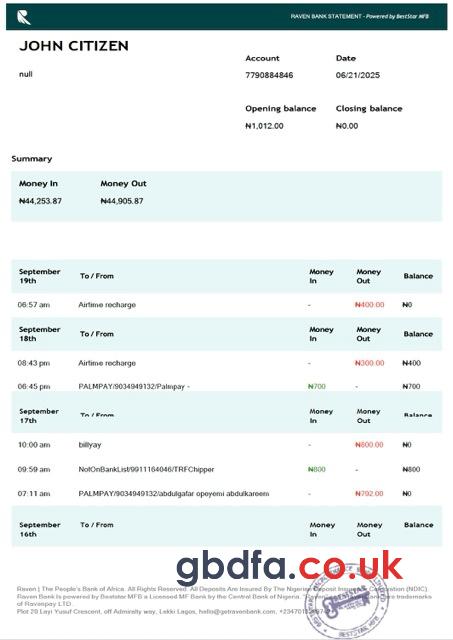 RAVEN BANK STATEMENT - Powered by BestStar MFB
JOHN CITIZEN
null
Account Date
7790884846 06/21/2025
Opening balance Closing balance
₦1,012.00 ₦0.00
Summary
Money In Money Out
₦44,253.87 ₦44,905.87
September 19th To / From Money In Money Out Balance
06:57 am Airtime recharge - ₦400.00 ₦0
September 18th To / From Money In Money Out Balance
08:43 pm Airtime recharge - ₦300.00 ₦400
06:45 pm PALMPAY/9034949132/Palmpay - ₦700 - ₦700
September 17th To / From Money In Money Out Balance
10:00 am billyay - ₦800.00 ₦0
09:59 am NotOnBankList/9911164046/TRFChipper ₦800 - ₦800
07:11 am PALMPAY/9034949132/abdulgafar opeyemi abdulkareem - ₦792.00 ₦0
September 16th To / From Money In Money Out Balance
gbdfa.co.uk
Raven | The People's Bank of Africa. All Rights Reserved. All Deposits Are Insured By The Nigerian Deposit Insurance Corporation (NDIC)
Raven Bank Is powered by Beststar MFB a Licensed MF Bank by the Central Bank of Nigeria. trademarks
of Ravenpay LTD.
Plot 20 Layi Yusuf Crescent, off Admiralty way, Lekki Lagos, hello@getravenbank.com,